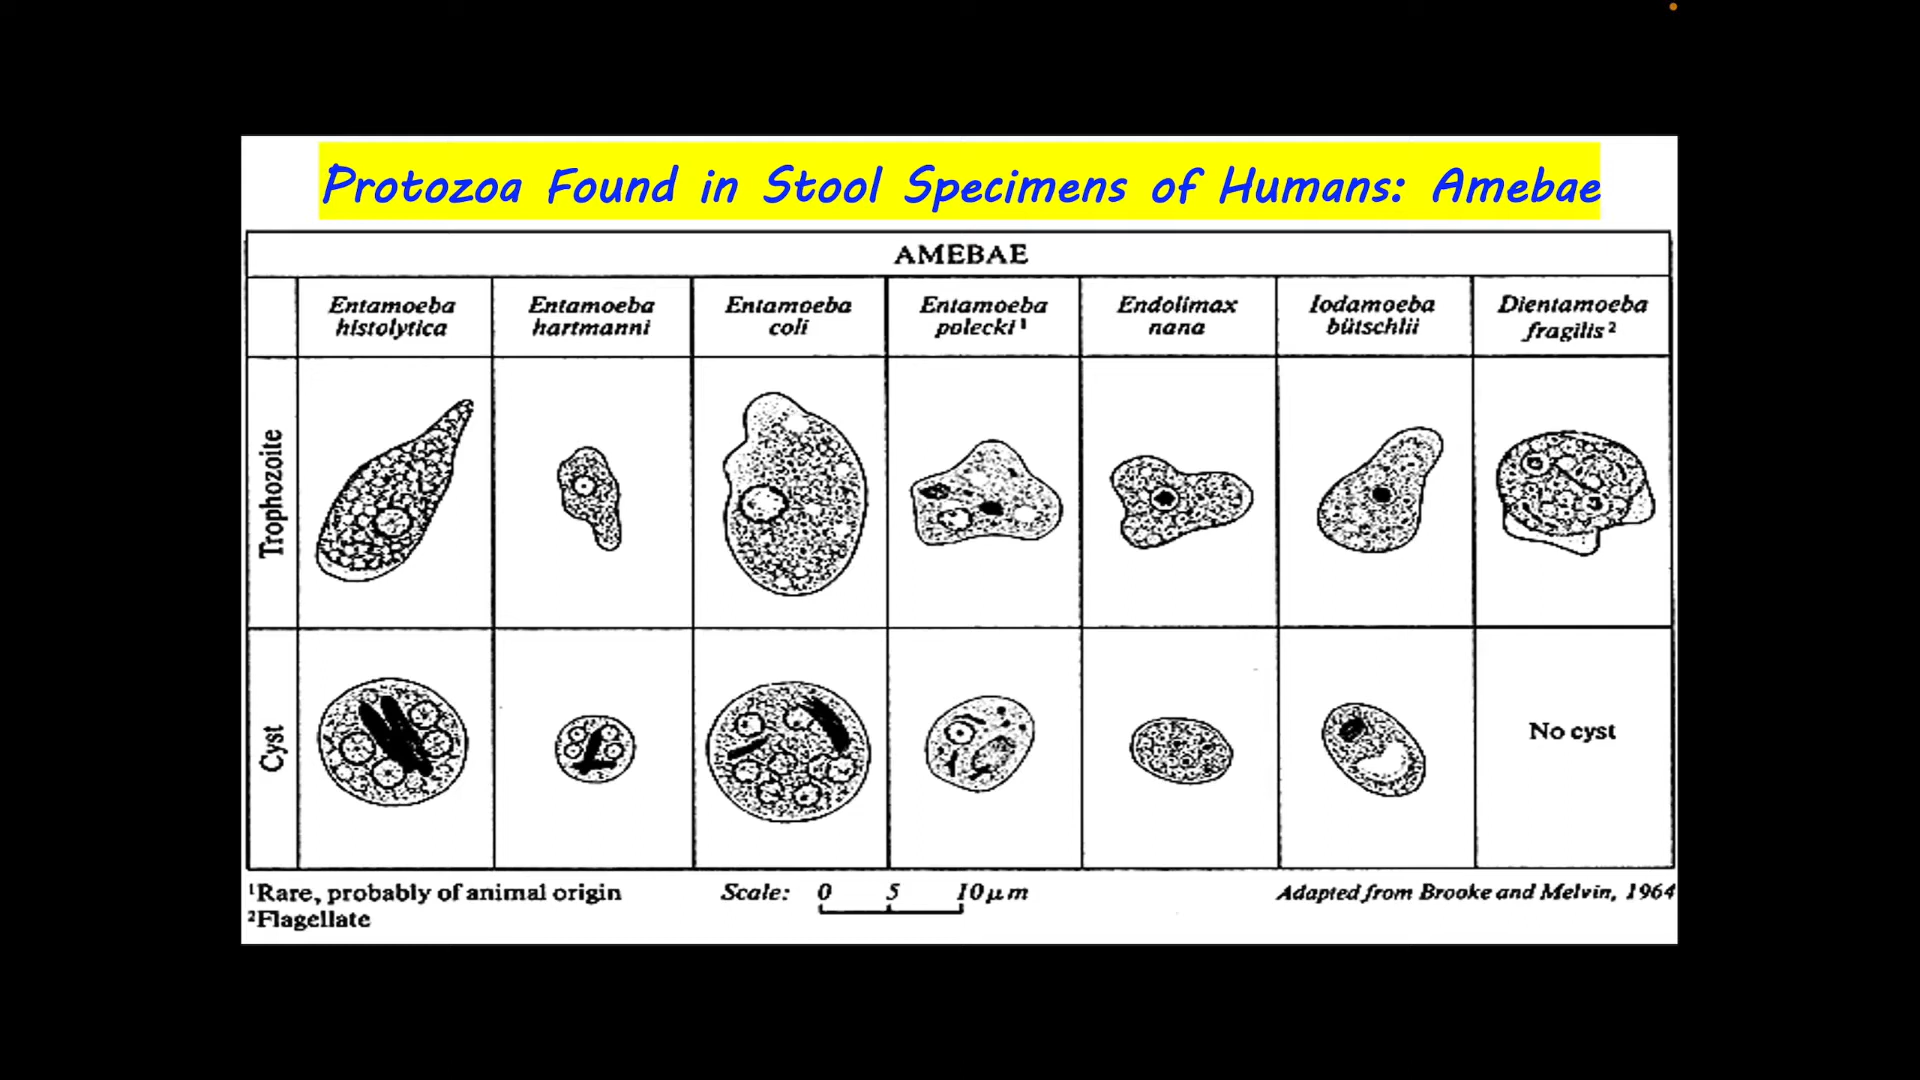 Protozoa Found in Stool Specimens of Humans: Amebae
AMEBAE
Entamoeba histolytica
Entamoeba hartmanni
Entamoeba coli
Entamoeba polecki¹
Endolimax nana
Iodamoeba bütschlii
Dientamoeba fragilis²
Trophozoite
Cyst
No cyst
¹Rare, probably of animal origin
²Flagellate
Scale: 0 5 10 µm
Adapted from Brooke and Melvin, 1964